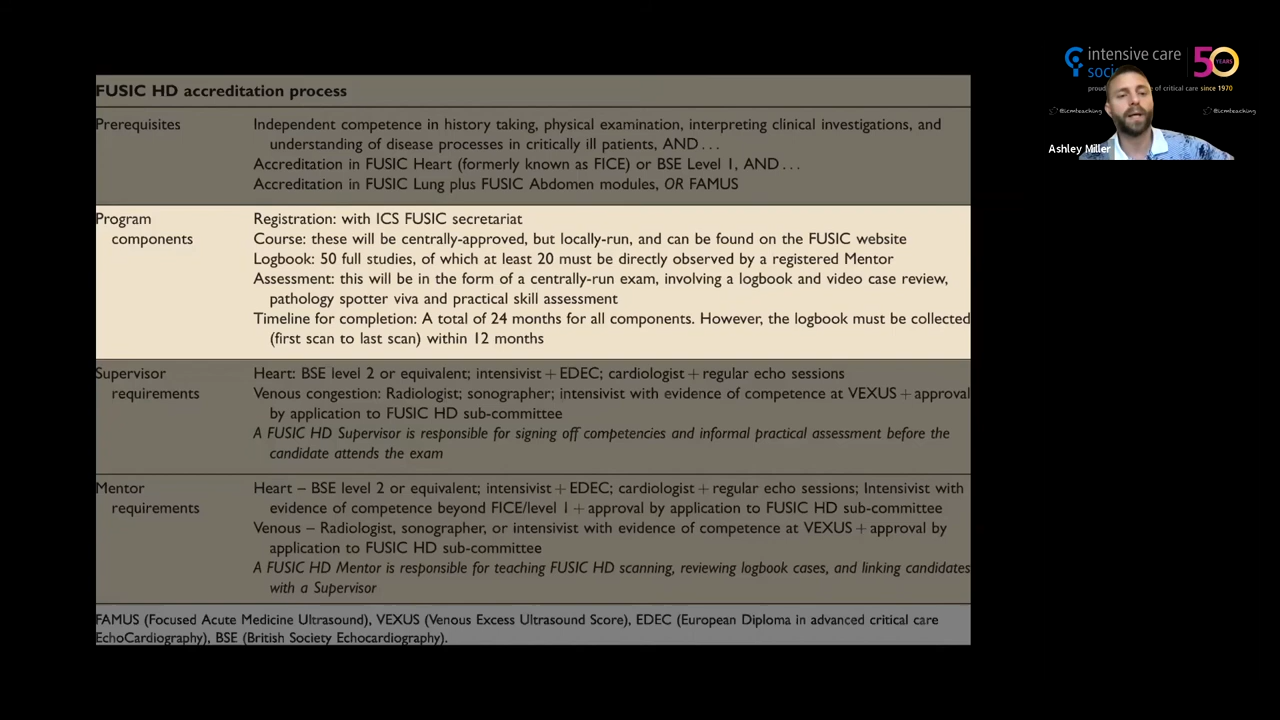 FUSIC HD accreditation process
Prerequisites
Independent competence in history taking, physical examination, interpreting clinical investigations, and
understanding of disease processes in critically ill patients, AND . . .
Accreditation in FUSIC Heart (formerly known as FICE) or BSE Level 1, AND . . .
Accreditation in FUSIC Lung plus FUSIC Abdomen modules, OR FAMUS
Program
components
Registration: with ICS FUSIC secretariat
Course: these will be centrally-approved, but locally-run, and can be found on the FUSIC website
Logbook: 50 full studies, of which at least 20 must be directly observed by a registered Mentor
Assessment: this will be in the form of a centrally-run exam, involving a logbook and video case review,
pathology spotter viva and practical skill assessment
Timeline for completion: A total of 24 months for all components. However, the logbook must be collected
(first scan to last scan) within 12 months
Supervisor
requirements
Heart: BSE level 2 or equivalent; intensivist + EDEC; cardiologist + regular echo sessions
Venous congestion: Radiologist; sonographer; intensivist with evidence of competence at VEXUS + approval
by application to FUSIC HD sub-committee
A FUSIC HD Supervisor is responsible for signing off competencies and informal practical assessment before the
candidate attends the exam
Mentor
requirements
Heart – BSE level 2 or equivalent; intensivist + EDEC; cardiologist + regular echo sessions; Intensivist with
evidence of competence beyond FICE/level 1 + approval by application to FUSIC HD sub-committee
Venous – Radiologist, sonographer, or intensivist with evidence of competence at VEXUS + approval by
application to FUSIC HD sub-committee
A FUSIC HD Mentor is responsible for teaching FUSIC HD scanning, reviewing logbook cases, and linking candidates
with a Supervisor
FAMUS (Focused Acute Medicine Ultrasound), VEXUS (Venous Excess Ultrasound Score), EDEC (European Diploma in advanced critical care
EchoCardiography), BSE (British Society Echocardiography).
intensive care
50 YEARS
of critical care since 1970
@icmteaching
@icmteaching
Ashley Miller